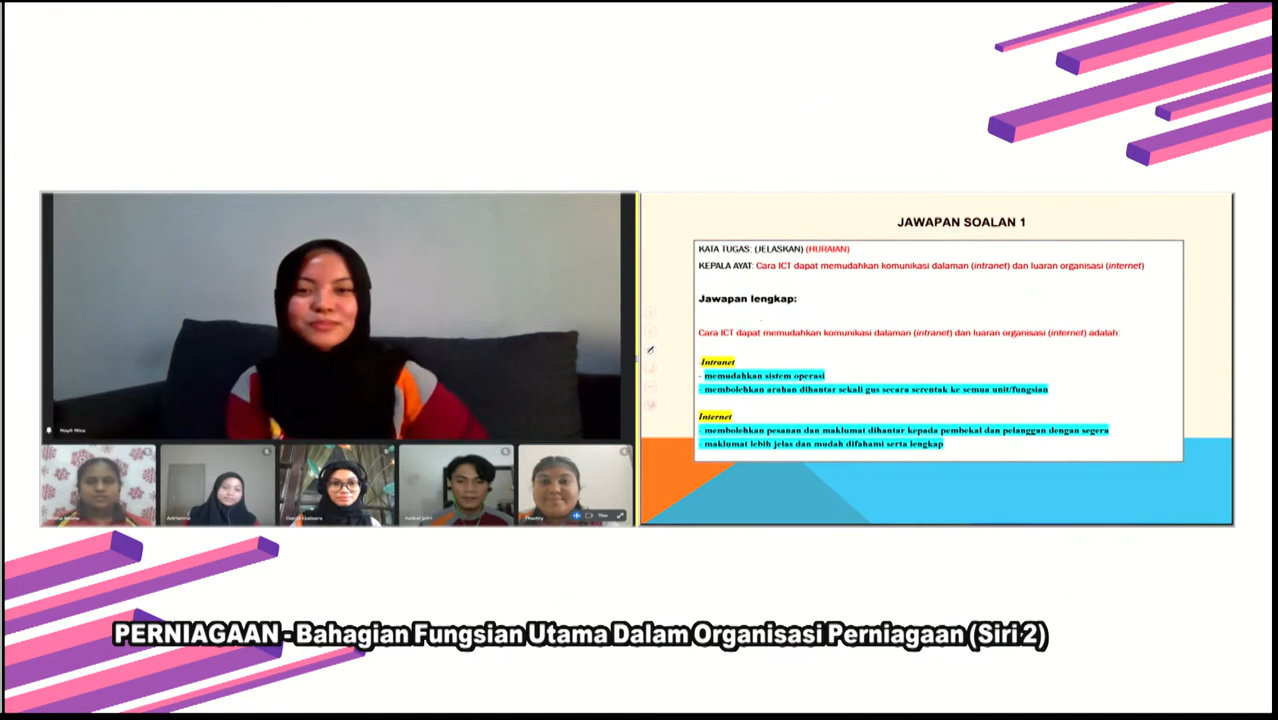 JAWAPAN SOALAN 1
KATA TUGAS: (JELASKAN) (HURAIAN)
KEPALA AYAT: Cara ICT dapat memudahkan komunikasi dalaman (intranet) dan luaran organisasi (internet)
Jawapan lengkap:
Cara ICT dapat memudahkan komunikasi dalaman (intranet) dan luaran organisasi (internet) adalah:
-Intranet
- memudahkan sistem operasi
- membolehkan arahan dihantar sekali gus secara serentak ke semua unit/fungsian
Internet
- membolehkan pesanan dan maklumat dihantar kepada pembekal dan pelanggan dengan segera
- maklumat lebih jelas dan mudah difahami serta lengkap
Nayli Nisa
Adrianna
You
PERNIAGAAN - Bahagian Fungsian Utama Dalam Organisasi Perniagaan (Siri 2)